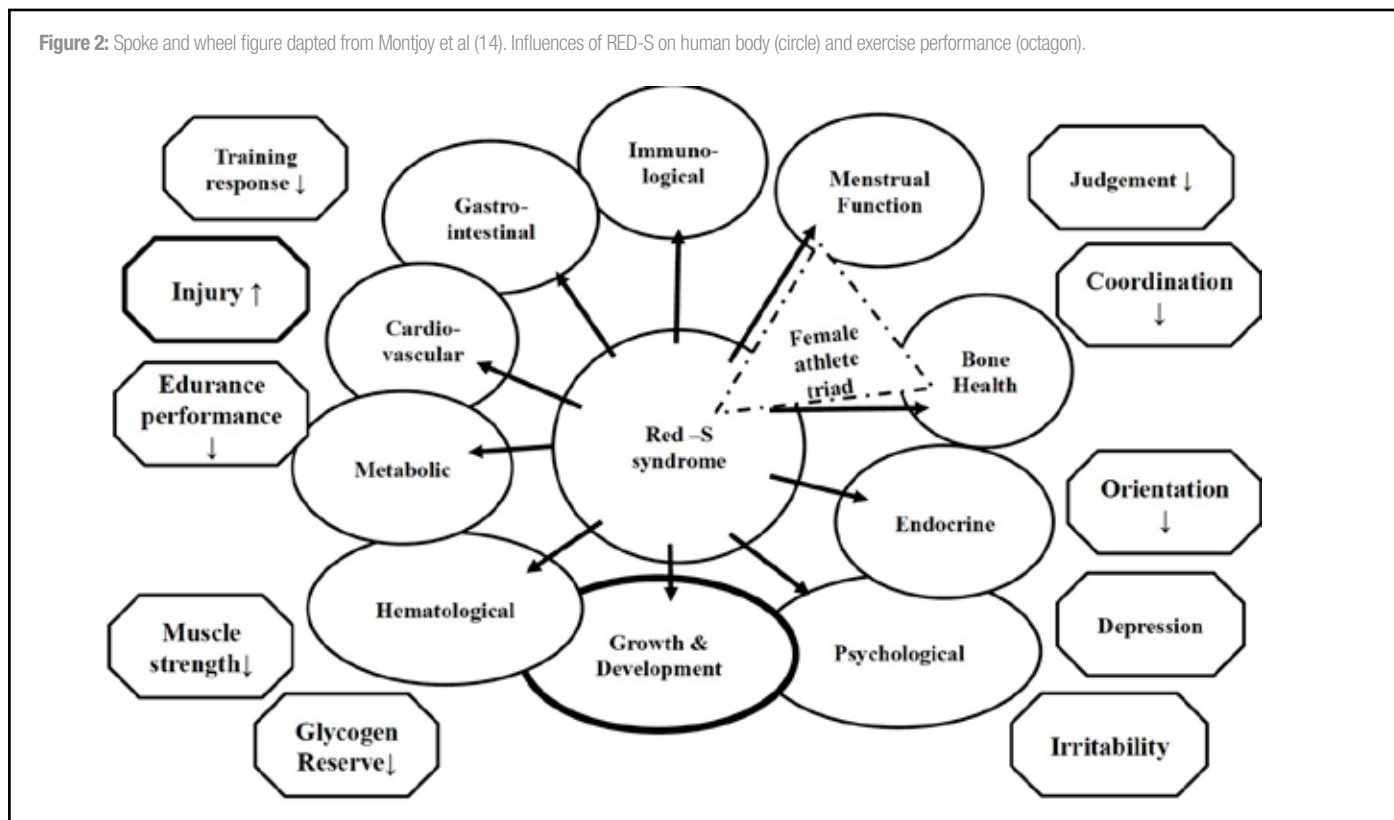 Figure 2: Spoke and wheel figure dapted from Montjoy et al (14). Influences of RED-S on human body (circle) and exercise performance (octagon).
Training
response ↓
Injury ↑
Edurance
performance
↓
Muscle
strength↓
Glycogen
Reserve↓
Immuno-
logical
Gastro-
intestinal
Cardio-
vascular
Metabolic
Hematological
Growth &
Development
Psychological
Endocrine
Bone
Health
Menstrual
Function
Female
athlete
triad
Red –S
syndrome
Judgement ↓
Coordination
↓
Orientation
↓
Depression
Irritability